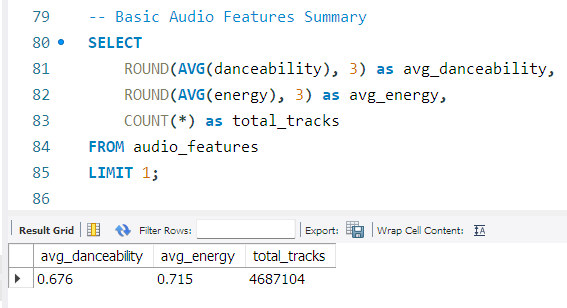 79 -- Basic Audio Features Summary
80 SELECT
81 ROUND(AVG(danceability), 3) as avg_danceability,
82 ROUND(AVG(energy), 3) as avg_energy,
83 COUNT(*) as total_tracks
84 FROM audio_features
85 LIMIT 1;
86
Result Grid Filter Rows: Export: Wrap Cell Content: IA
avg_danceability avg_energy total_tracks
0.676 0.715 4687104